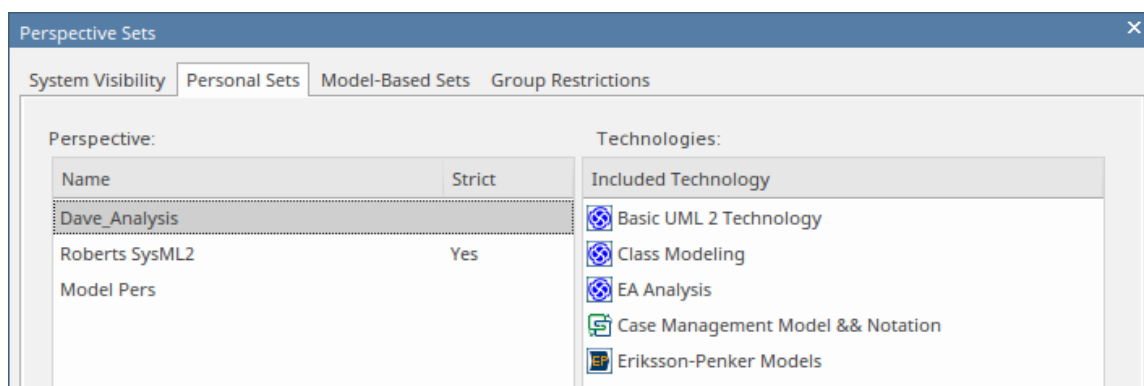 Perspective Sets
System Visibility Personal Sets Model-Based Sets Group Restrictions
Perspective:
Name Strict
Dave_Analysis
Roberts SysML2 Yes
Model Pers
Technologies:
Included Technology
Basic UML 2 Technology
Class Modeling
EA Analysis
Case Management Model && Notation
EP Eriksson-Penker Models